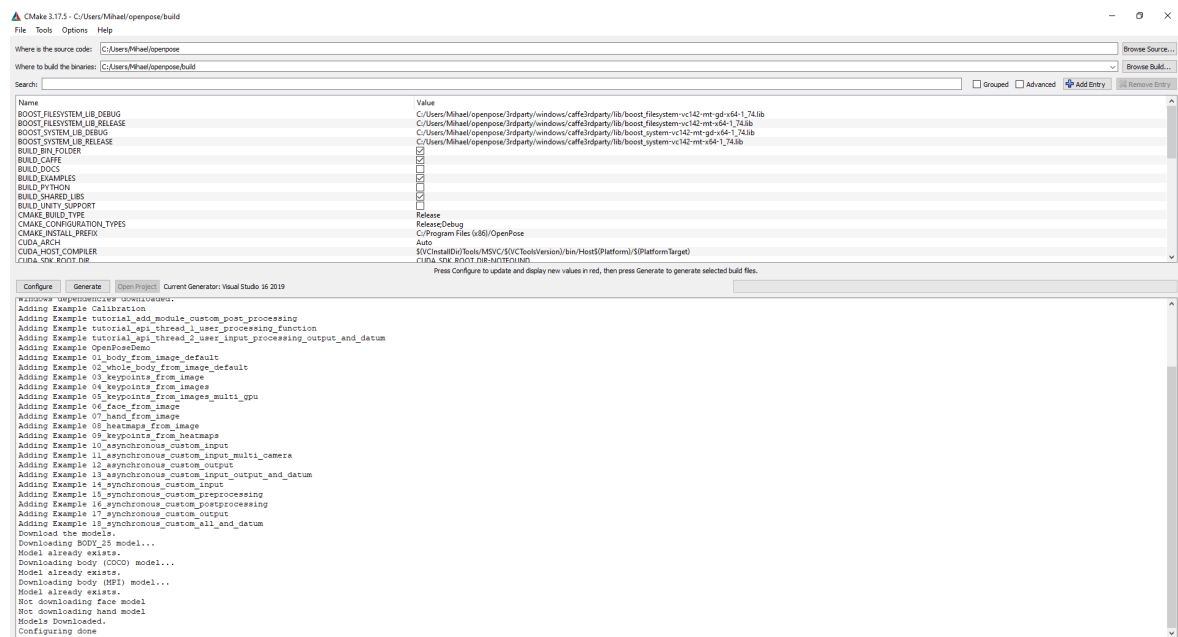 CMake 3.17.5 - C:/Users/Mihael/openpose/build
File Tools Options Help
Where is the source code: C:/Users/Mihael/openpose Browse Source...
Where to build the binaries: C:/Users/Mihael/openpose/build Browse Build...
Search: Grouped Advanced Add Entry Remove Entry
Name Value
BOOST_FILESYSTEM_LIB_DEBUG C:/Users/Mihael/openpose/3rdparty/windows/caffe3rdparty/lib/boost_filesystem-vc142-mt-gd-x64-1_74.lib
BOOST_FILESYSTEM_LIB_RELEASE C:/Users/Mihael/openpose/3rdparty/windows/caffe3rdparty/lib/boost_filesystem-vc142-mt-x64-1_74.lib
BOOST_SYSTEM_LIB_DEBUG C:/Users/Mihael/openpose/3rdparty/windows/caffe3rdparty/lib/boost_system-vc142-mt-gd-x64-1_74.lib
BOOST_SYSTEM_LIB_RELEASE C:/Users/Mihael/openpose/3rdparty/windows/caffe3rdparty/lib/boost_system-vc142-mt-x64-1_74.lib
BUILD_BIN_FOLDER
BUILD_CAFFE
BUILD_DOCS
BUILD_EXAMPLES
BUILD_PYTHON
BUILD_SHARED_LIBS
BUILD_UNITY_SUPPORT
CMAKE_BUILD_TYPE Release
CMAKE_CONFIGURATION_TYPES Release;Debug
CMAKE_INSTALL_PREFIX C:/Program Files (x86)/OpenPose
CUDA_ARCH Auto
CUDA_HOST_COMPILER $(VCInstallDir)Tools/MSVC/$(VCToolsVersion)/bin/Host$(Platform)/$(PlatformTarget)
CUDA_SDK_ROOT_DIR CUDA_SDK_ROOT_DIR-NOTFOUND
Press Configure to update and display new values in red, then press Generate to generate selected build files.
Configure Generate Open Project Current Generator: Visual Studio 16 2019
Windows dependencies downloaded.
Adding Example Calibration
Adding Example tutorial_add_module_custom_post_processing
Adding Example tutorial_api_thread_1_user_processing_function
Adding Example tutorial_api_thread_2_user_input_processing_output_and_datum
Adding Example OpenPoseDemo
Adding Example 01_body_from_image_default
Adding Example 02_whole_body_from_image_default
Adding Example 03_keypoints_from_image
Adding Example 04_keypoints_from_images
Adding Example 05_keypoints_from_images_multi_gpu
Adding Example 06_face_from_image
Adding Example 07_hand_from_image
Adding Example 08_heatmaps_from_image
Adding Example 09_keypoints_from_heatmaps
Adding Example 10_asynchronous_custom_input
Adding Example 11_asynchronous_custom_input_multi_camera
Adding Example 12_asynchronous_custom_output
Adding Example 13_asynchronous_custom_input_output_and_datum
Adding Example 14_synchronous_custom_input
Adding Example 15_synchronous_custom_preprocessing
Adding Example 16_synchronous_custom_postprocessing
Adding Example 17_synchronous_custom_output
Adding Example 18_synchronous_custom_all_and_datum
Download the models.
Downloading BODY_25 model...
Model already exists.
Downloading body (COCO) model...
Model already exists.
Downloading body (MPI) model...
Model already exists.
Not downloading face model
Not downloading hand model
Models Downloaded.
Configuring done